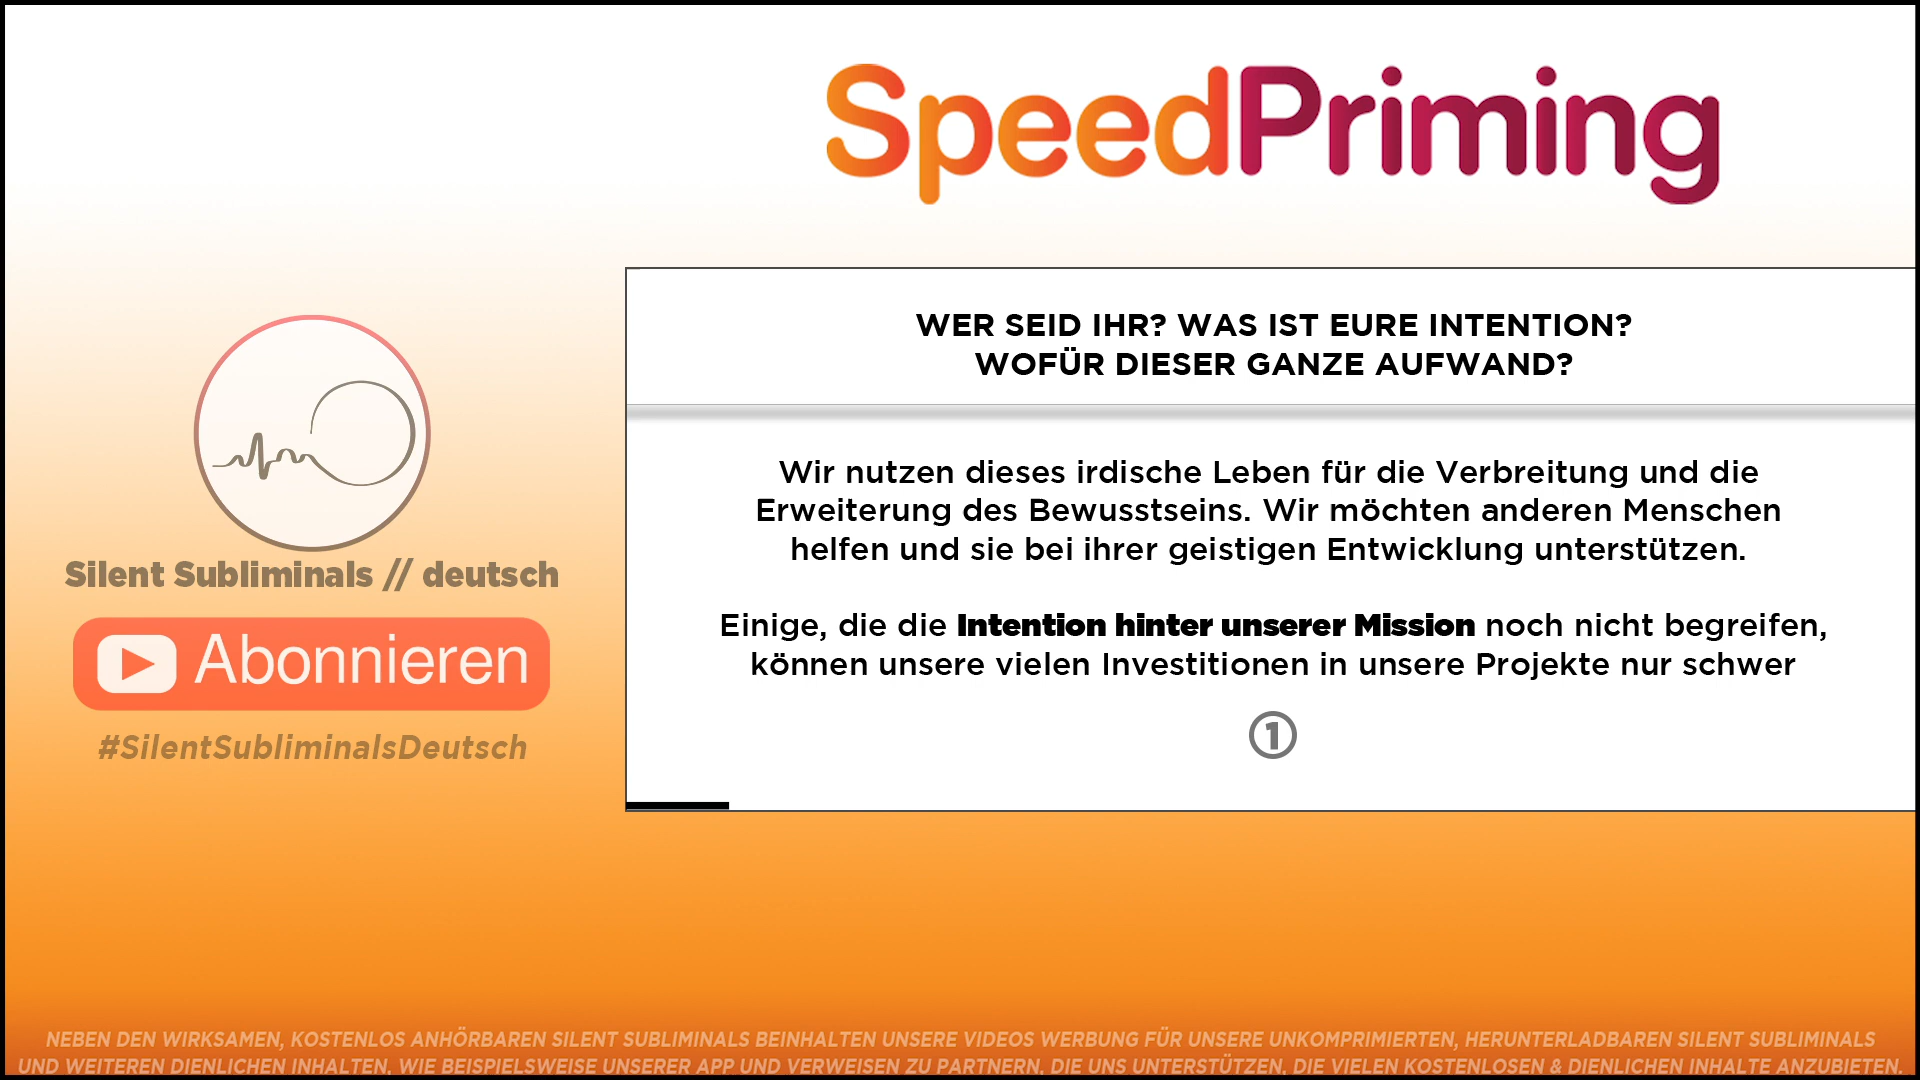 SpeedPriming
WER SEID IHR? WAS IST EURE INTENTION?
WOFÜR DIESER GANZE AUFWAND?
Wir nutzen dieses irdische Leben für die Verbreitung und die
Erweiterung des Bewusstseins. Wir möchten anderen Menschen
helfen und sie bei ihrer geistigen Entwicklung unterstützen.
Einige, die die Intention hinter unserer Mission noch nicht begreifen,
können unsere vielen Investitionen in unsere Projekte nur schwer
1
Silent Subliminals // deutsch
Abonnieren
#SilentSubliminalsDeutsch
NEBEN DEN WIRKSAMEN, KOSTENLOS ANHÖRBAREN SILENT SUBLIMINALS BEINHALTEN UNSERE VIDEOS WERBUNG FÜR UNSERE UNKOMPRIMIERTEN, HERUNTERLADBAREN SILENT SUBLIMINALS
UND WEITEREN DIENLICHEN INHALTEN, WIE BEISPIELSWEISE UNSERER APP UND VERWEISEN ZU PARTNERN, DIE UNS UNTERSTÜTZEN, DIE VIELEN KOSTENLOSEN & DIENLICHEN INHALTE ANZUBIETEN.